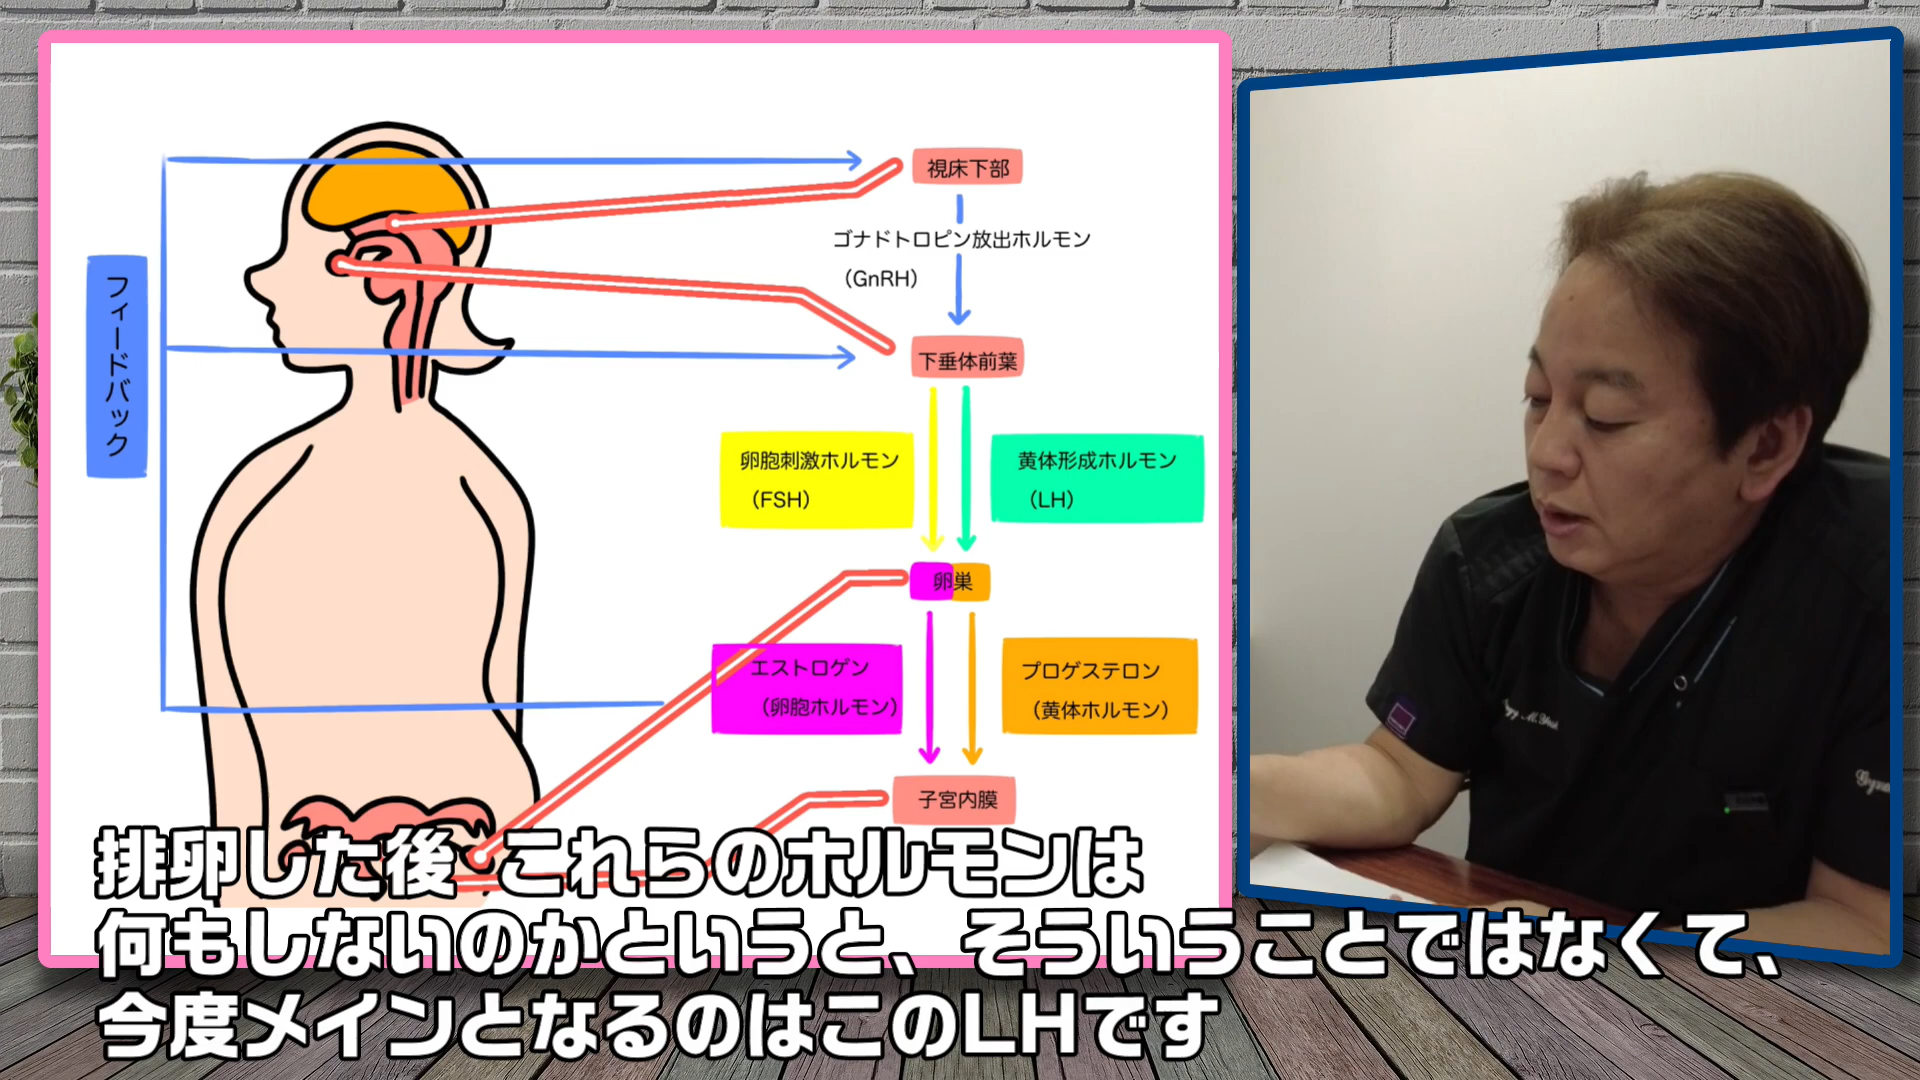 視床下部
ゴナドトロピン放出ホルモン
（GnRH）
フィードバック
下垂体前葉
卵胞刺激ホルモン
（FSH）
黄体形成ホルモン
（LH）
卵巣
エストロゲン
（卵胞ホルモン）
プロゲステロン
（黄体ホルモン）
子宮内膜
排卵した後 これらのホルモンは
何もしないのかというと、そういうことではなくて、
今度メインとなるのはこのLHです